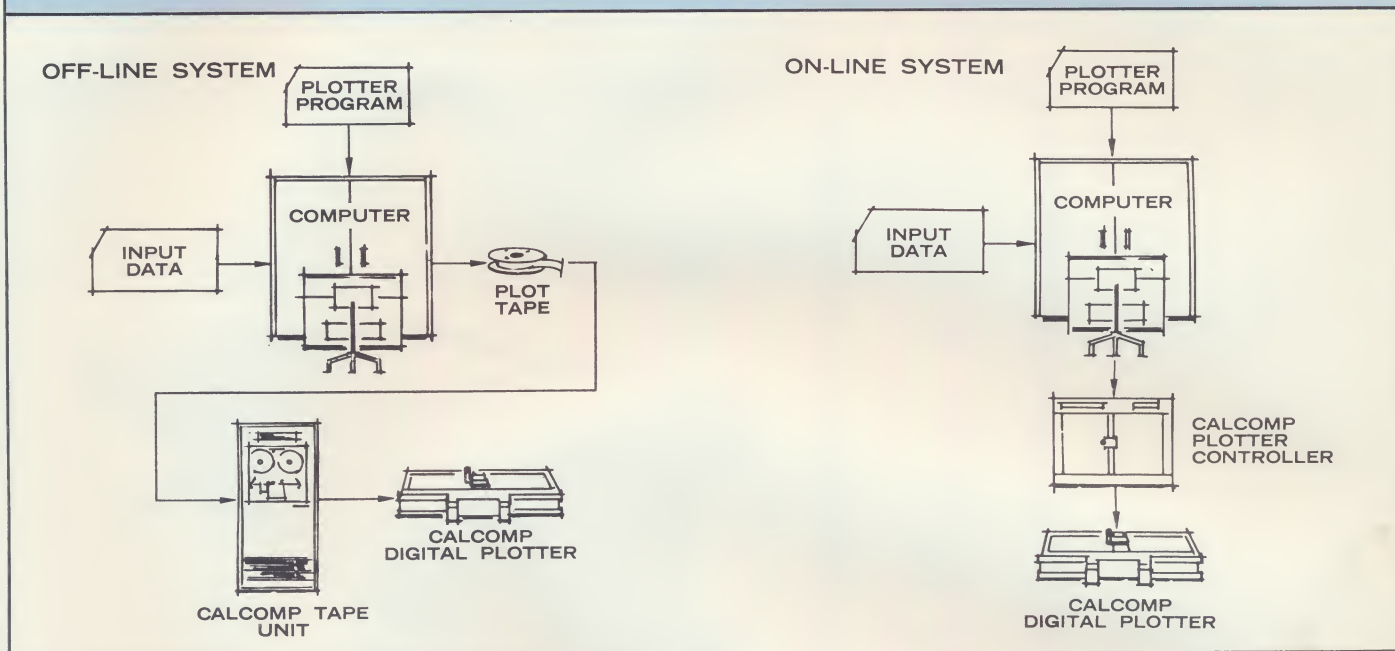 OFF-LINE SYSTEM
PLOTTER
PROGRAM
COMPUTER
INPUT
DATA
PLOT
TAPE
CALCOMP TAPE
UNIT
CALCOMP
DIGITAL PLOTTER
ON-LINE SYSTEM
PLOTTER
PROGRAM
COMPUTER
INPUT
DATA
CALCOMP
PLOTTER
CONTROLLER
CALCOMP
DIGITAL PLOTTER